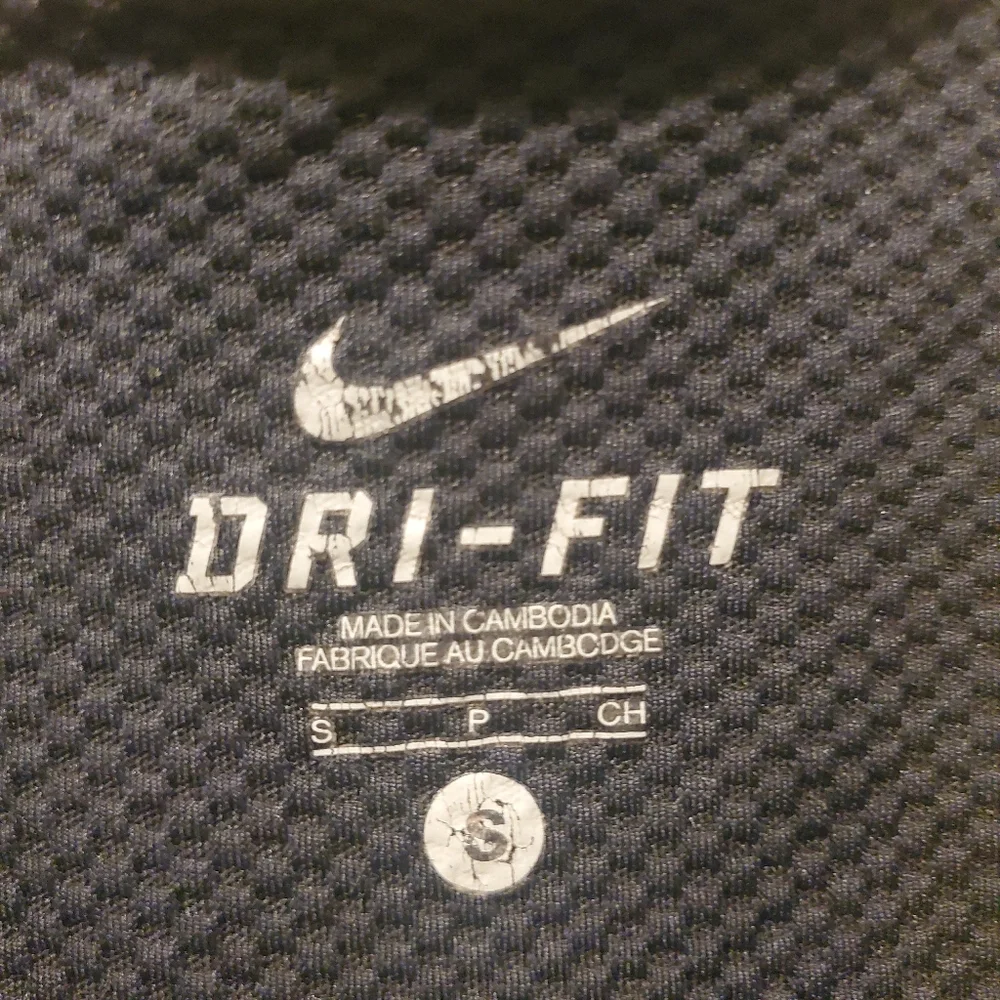 DRI-FIT
MADE IN CAMBODIA
FABRIQUE AU CAMBODGE
S P CH
S